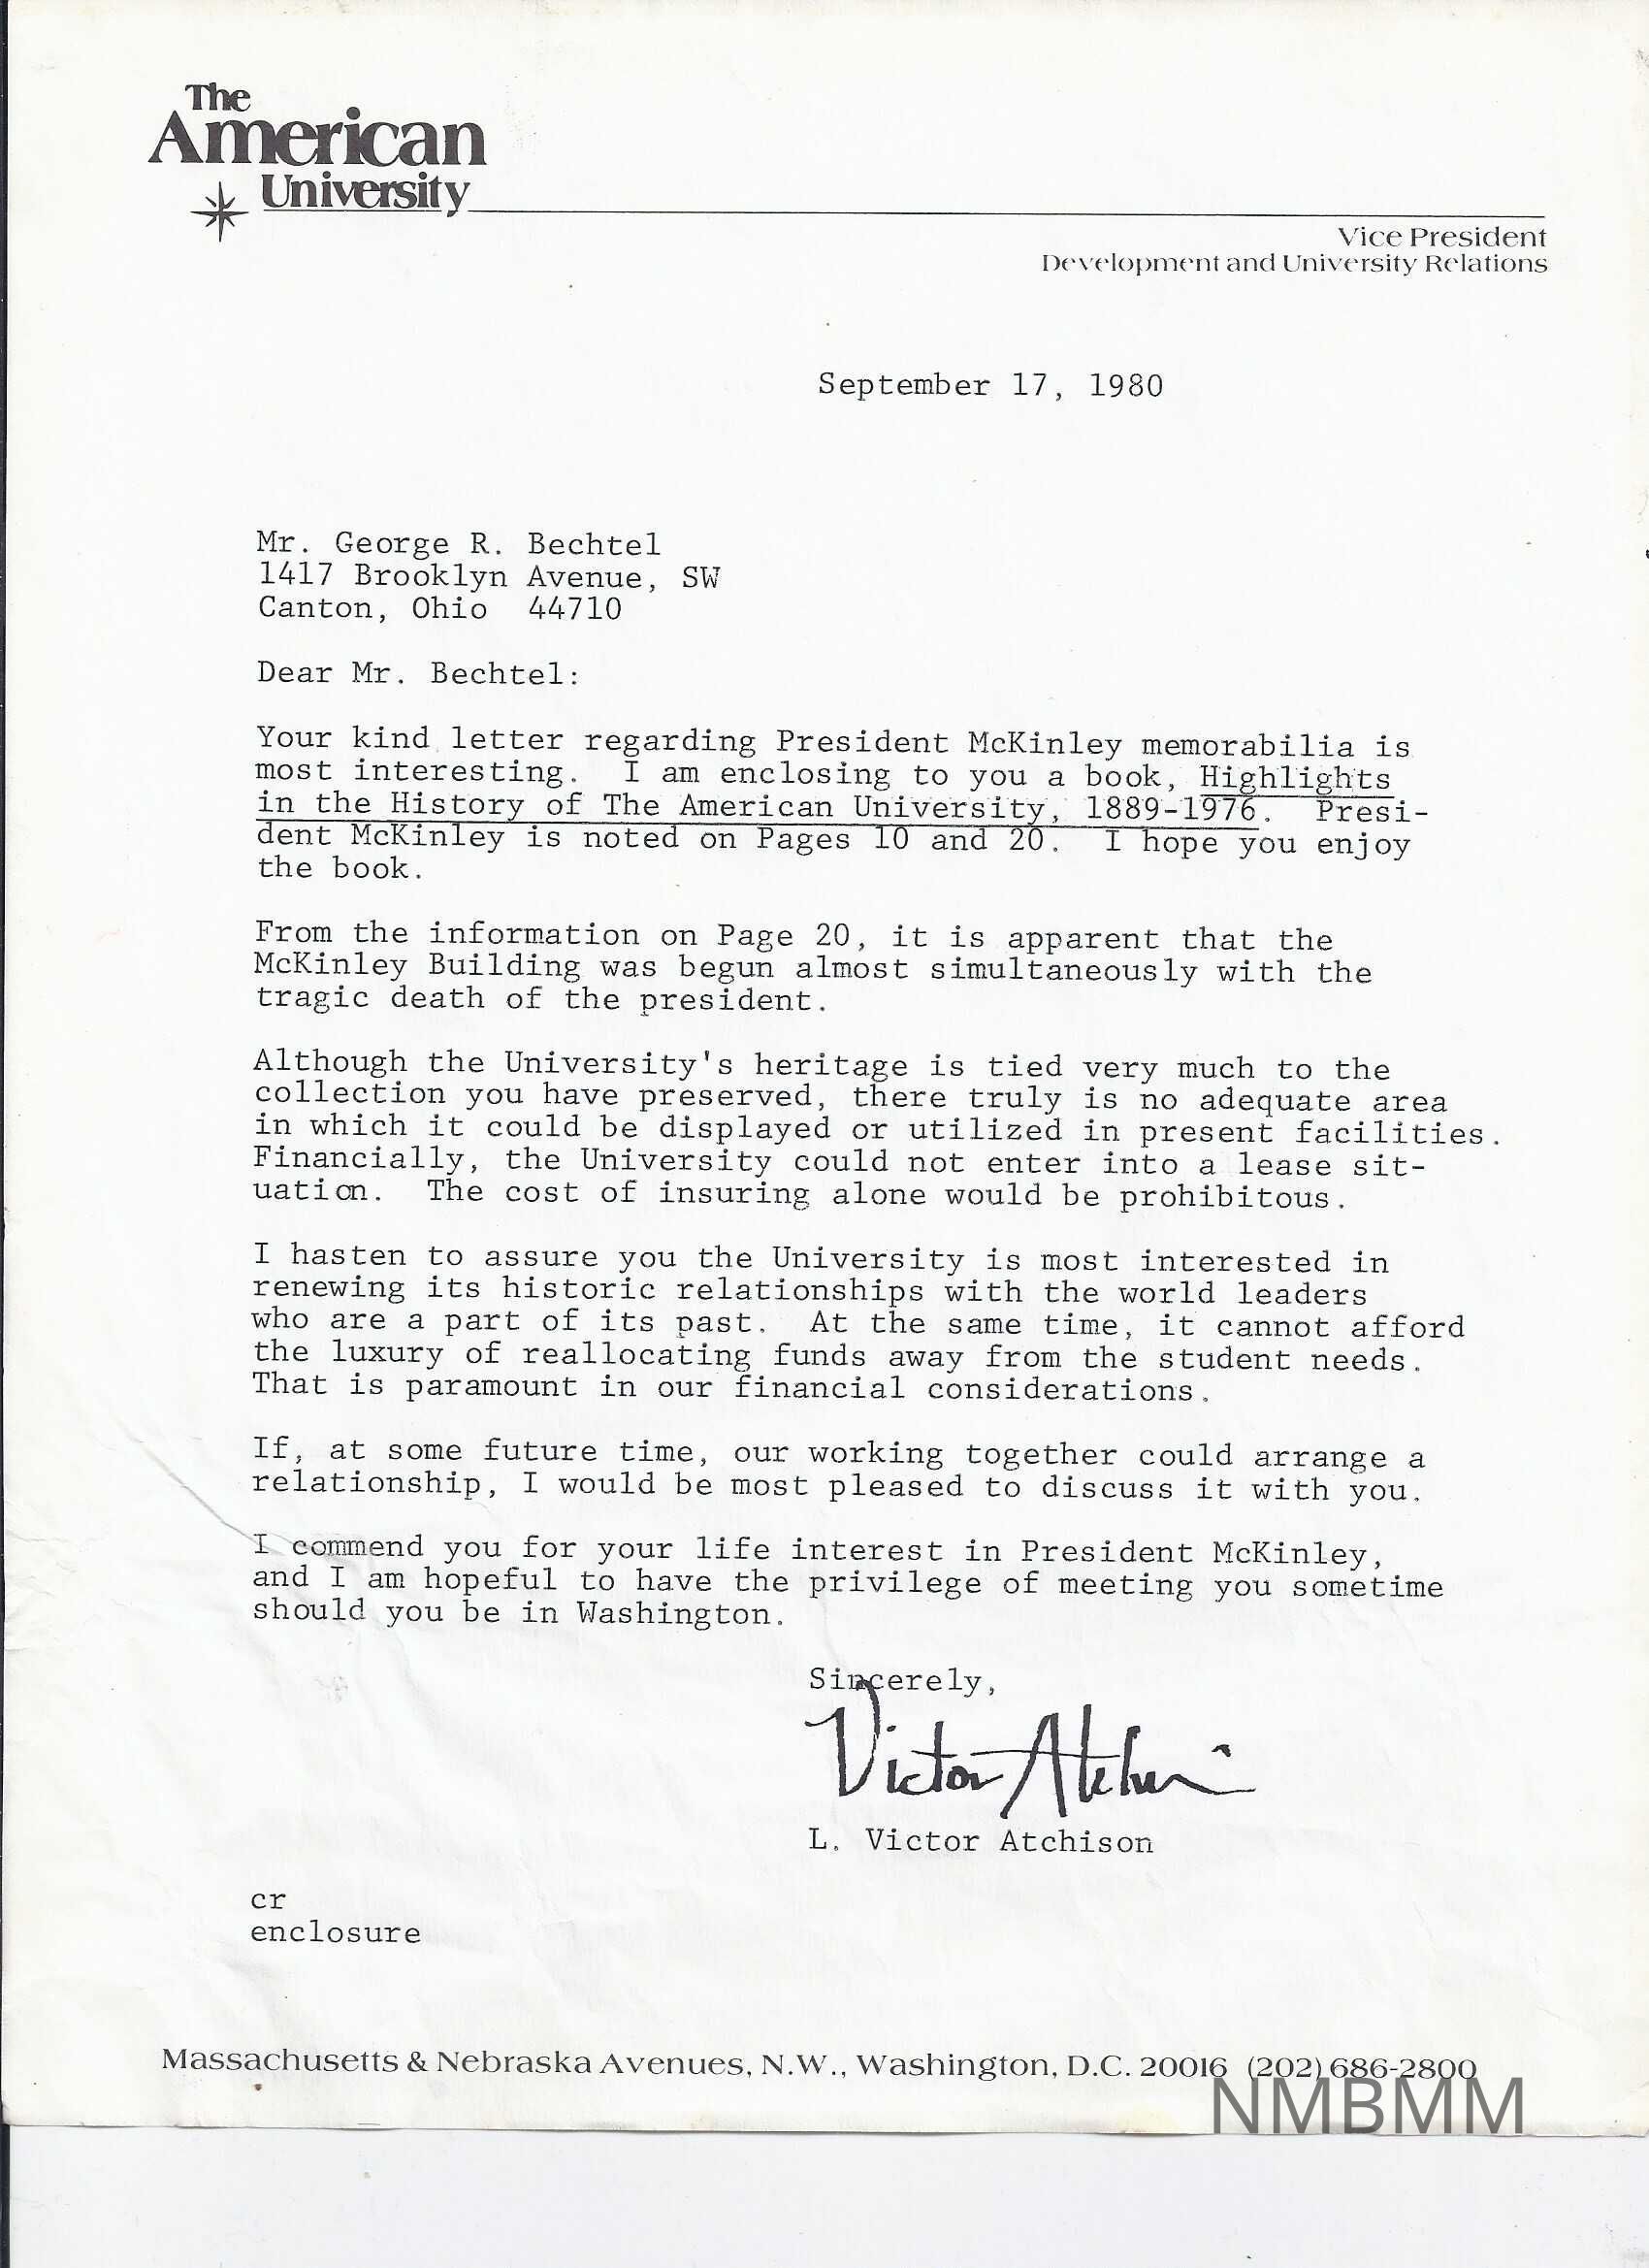 The
American
University
Vice President
Development and University Relations
September 17, 1980
Mr. George R. Bechtel
1417 Brooklyn Avenue, SW
Canton, Ohio  44710
Dear Mr. Bechtel:
Your kind letter regarding President McKinley memorabilia is
most interesting.  I am enclosing to you a book, Highlights
in the History of The American University, 1889-1976.  Presi-
dent McKinley is noted on Pages 10 and 20.  I hope you enjoy
the book.
From the information on Page 20, it is apparent that the
McKinley Building was begun almost simultaneously with the
tragic death of the president.
Although the University's heritage is tied very much to the
collection you have preserved, there truly is no adequate area
in which it could be displayed or utilized in present facilities.
Financially, the University could not enter into a lease sit-
uation.  The cost of insuring alone would be prohibitous.
I hasten to assure you the University is most interested in
renewing its historic relationships with the world leaders
who are a part of its past.  At the same time, it cannot afford
the luxury of reallocating funds away from the student needs.
That is paramount in our financial considerations.
If, at some future time, our working together could arrange a
relationship, I would be most pleased to discuss it with you.
I commend you for your life interest in President McKinley,
and I am hopeful to have the privilege of meeting you sometime
should you be in Washington.
Sincerely,
Victor Atchison
L. Victor Atchison
cr
enclosure
Massachusetts & Nebraska Avenues, N.W., Washington, D.C. 20016 (202) 686-2800
NMBMM